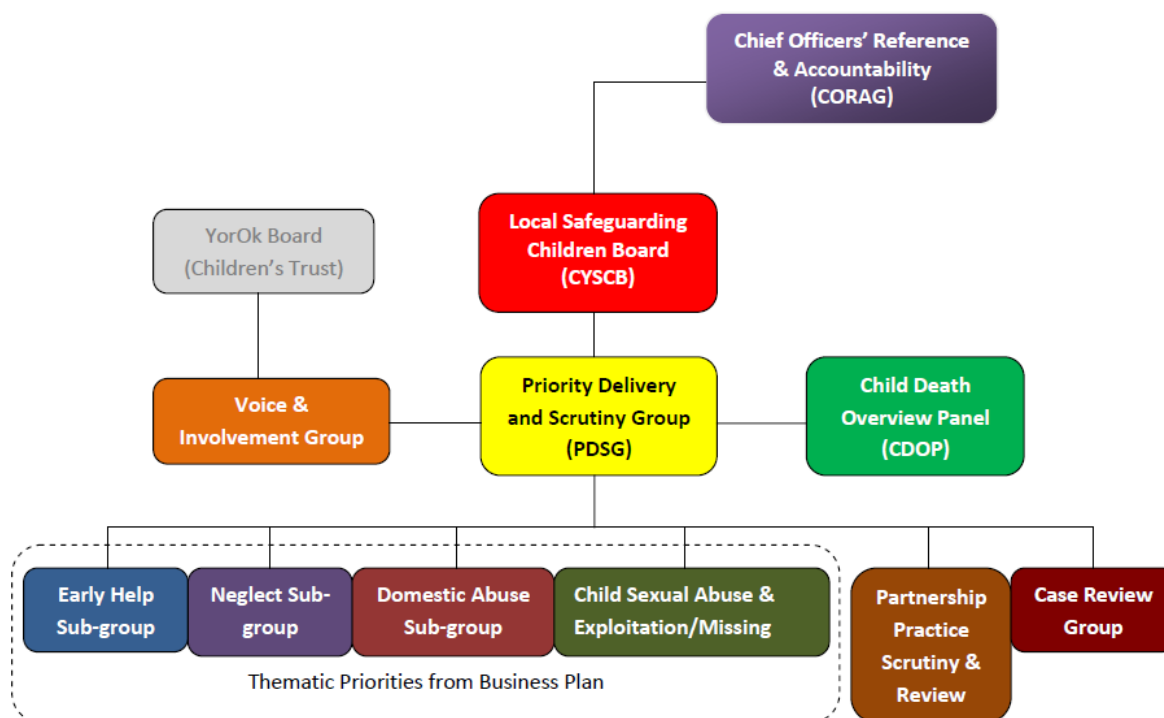 Chief Officers' Reference
& Accountability
(CORAG)
Local Safeguarding
Children Board
(CYSCB)
YorOk Board
(Children's Trust)
Voice &
Involvement Group
Priority Delivery
and Scrutiny Group
(PDSG)
Child Death
Overview Panel
(CDOP)
Early Help
Sub-group
Neglect Sub-
group
Domestic Abuse
Sub-group
Child Sexual Abuse &
Exploitation/Missing
Partnership
Practice
Scrutiny &
Review
Case Review
Group
Thematic Priorities from Business Plan